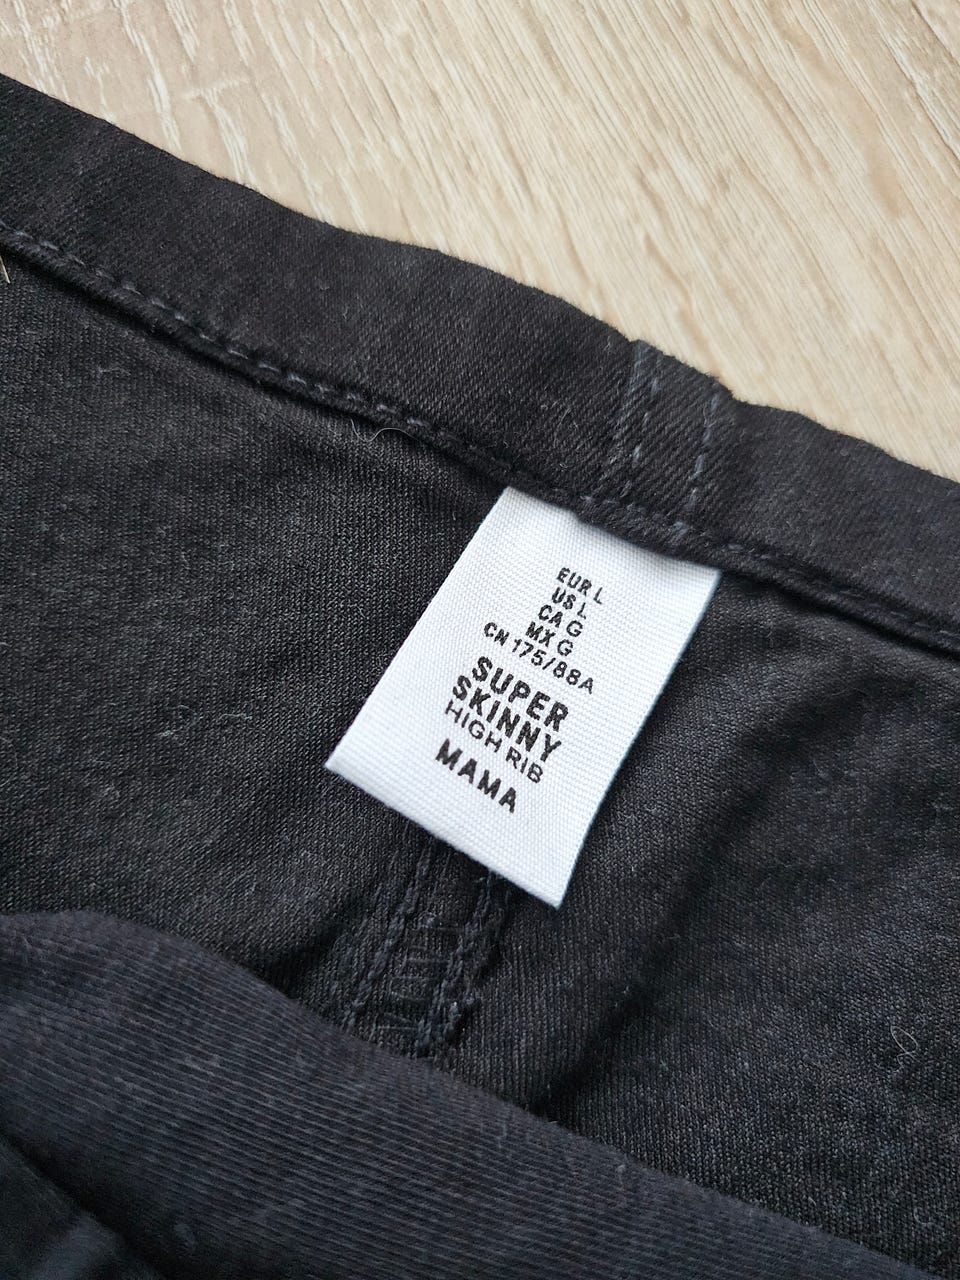 EUR L
US L
CA G
MX G
CN 175/88A
SUPER
SKINNY
HIGH RIB
MAMA